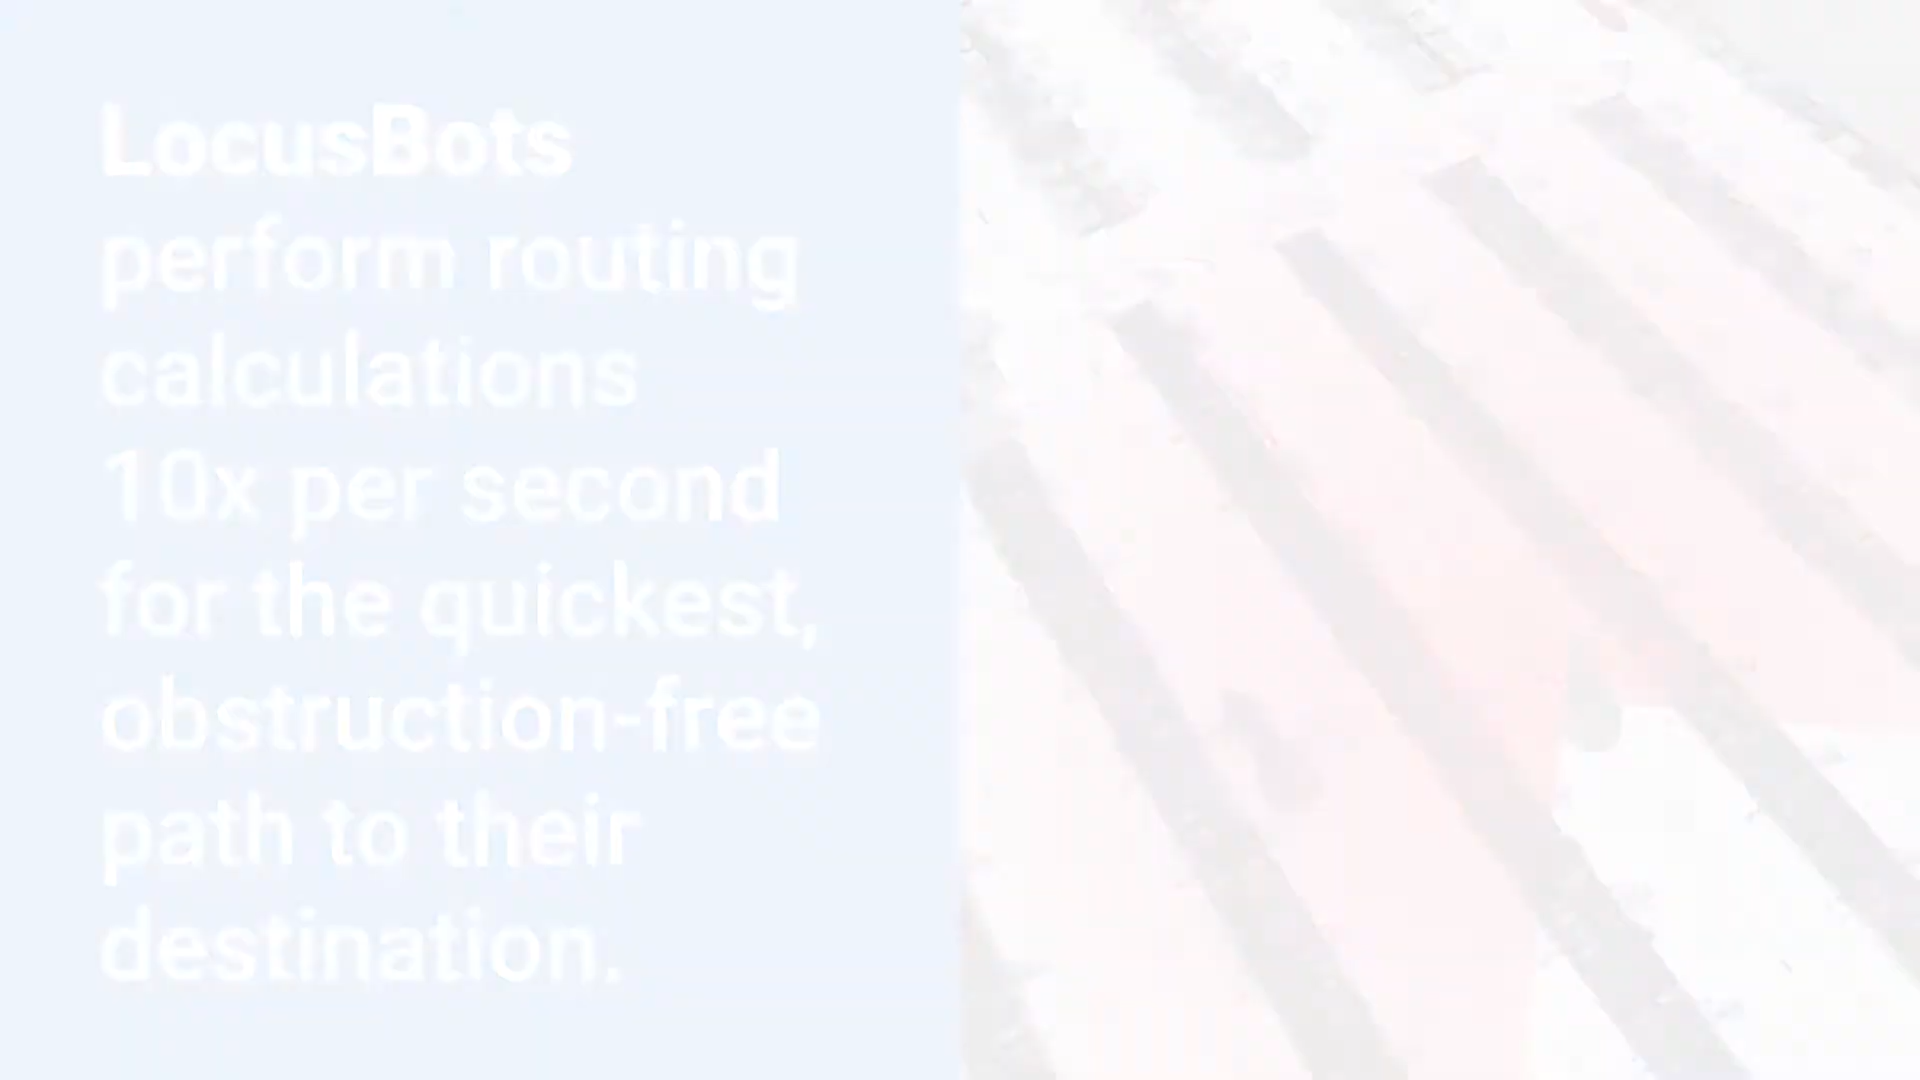 LocusBots
perform routing
calculations
10x per second
for the quickest,
obstruction-free
path to their
destination.